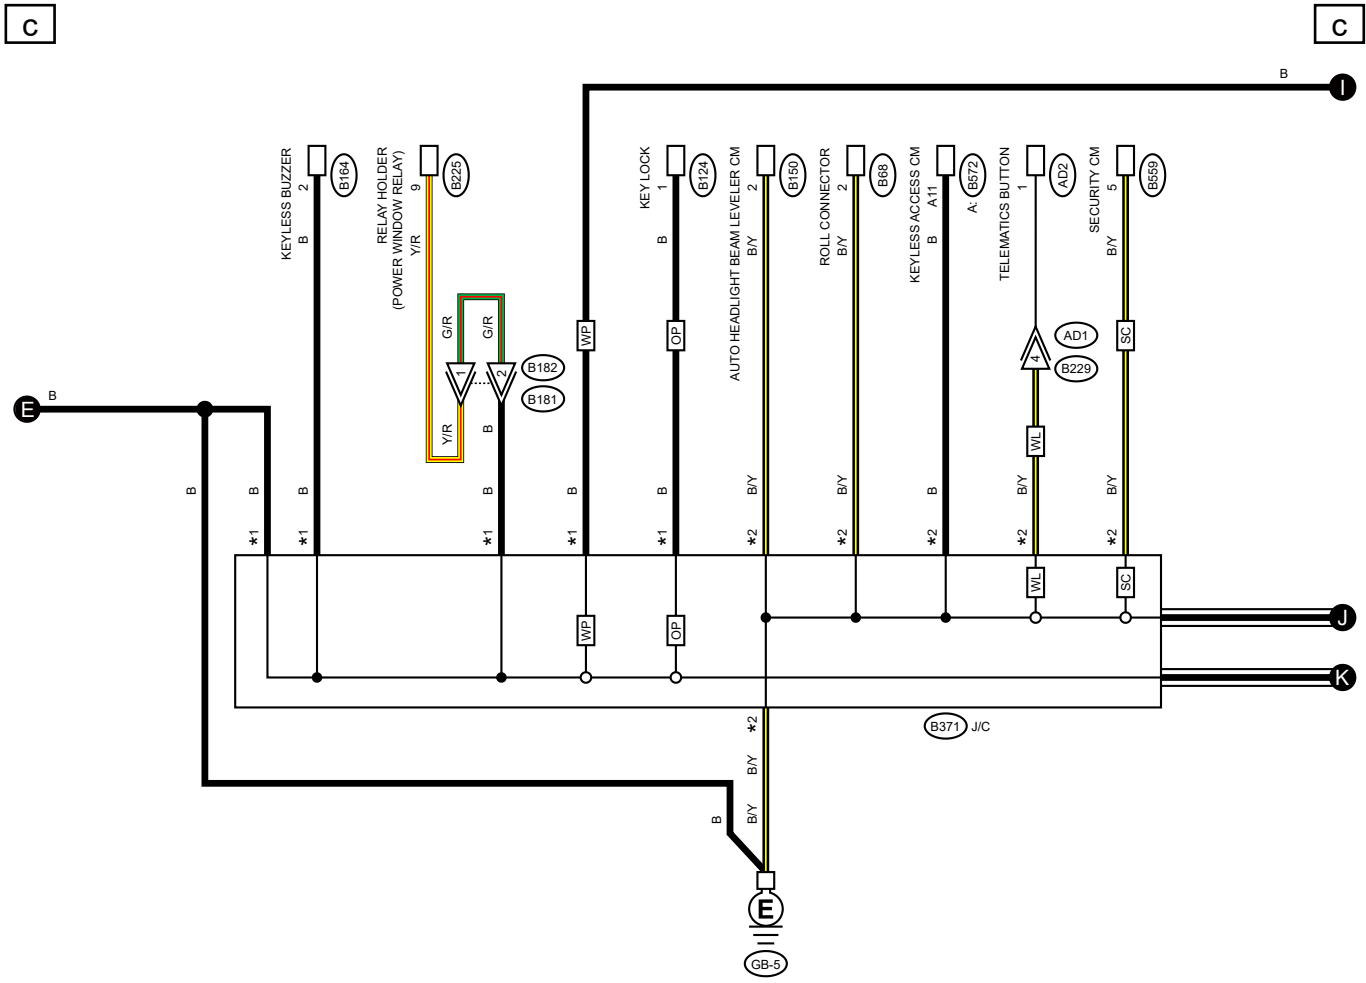 C
C
B
I
KEYLESS BUZZER
2
B164
B
RELAY HOLDER
(POWER WINDOW RELAY)
9
B225
Y/R
KEY LOCK
1
B124
B
AUTO HEADLIGHT BEAM LEVELER CM
2
B150
B/Y
ROLL CONNECTOR
2
B68
B/Y
KEYLESS ACCESS CM
A11
A:
B572
B
TELEMATICS BUTTON
1
AD2
SECURITY CM
5
B559
B/Y
G/R
G/R
WP
OP
SC
1
2
B182
B181
4
AD1
B229
E
B
Y/R
B
WL
B
B
B
B
B
B
B/Y
B/Y
B
B/Y
B/Y
*1
*1
*1
*1
*1
*2
*2
*2
*2
*2
WL
SC
WP
OP
J
K
*2
B371
J/C
B/Y
B
B/Y
E
GB-5